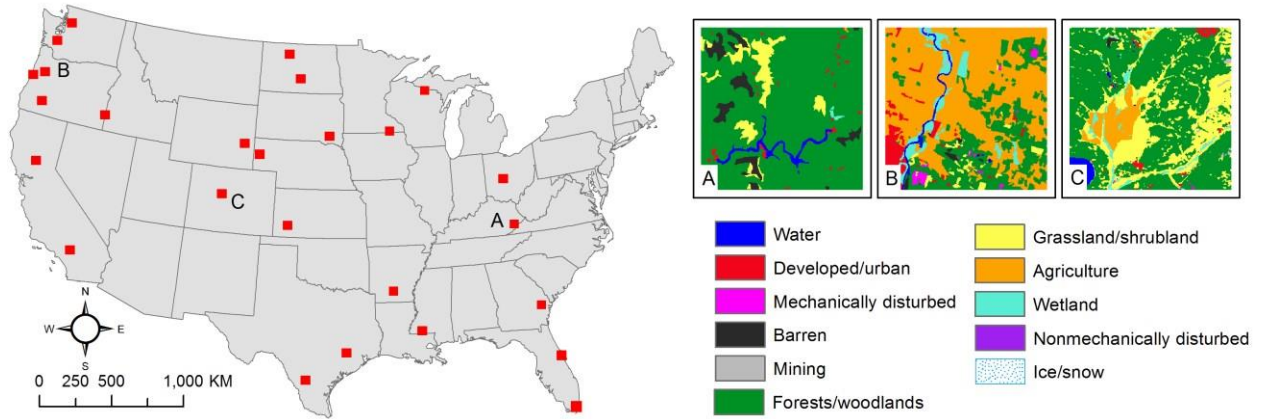 B
C
A
N
W E
S
0 250 500 1,000 KM
A
B
C
Water
Developed/urban
Mechanically disturbed
Barren
Mining
Forests/woodlands
Grassland/shrubland
Agriculture
Wetland
Nonmechanically disturbed
Ice/snow